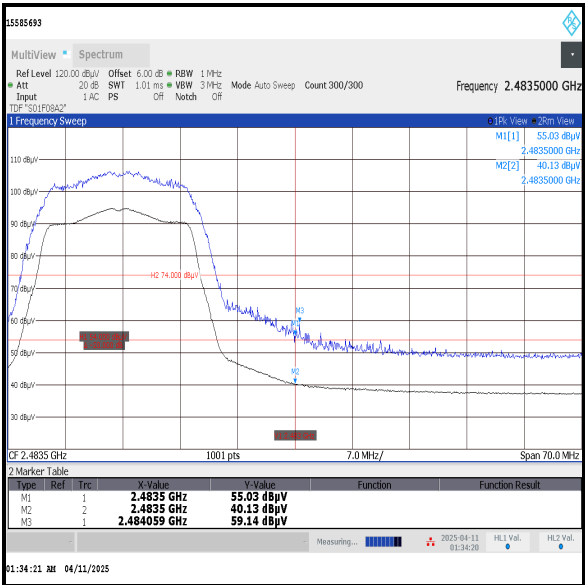 15585693
MultiView Spectrum
Ref Level 120.00 dBµV Offset 6.00 dB RBW 1 MHz
Att 20 dB SWT 1.01 ms VBW 3 MHz Mode Auto Sweep Count 300/300 Frequency 2.4835000 GHz
Input 1 AC PS Off Notch Off
TDF "S01F08A2"
1 Frequency Sweep 1Pk View 2Rm View
M1[1] 55.03 dBµV
2.4835000 GHz
M2[2] 40.13 dBµV
2.4835000 GHz
110 dBµV
100 dBµV
90 dBµV
80 dBµV
H2 74.000 dBµV
70 dBµV
M3
60 dBµV
M1
50 dBµV
M2
40 dBµV
30 dBµV
CF 2.4835 GHz 1001 pts 7.0 MHz/ Span 70.0 MHz
2 Marker Table
Type Ref Trc X-Value Y-Value Function Function Result
M1 1 2.4835 GHz 55.03 dBµV
M2 2 2.4835 GHz 40.13 dBµV
M3 1 2.484059 GHz 59.14 dBµV
Measuring... 2025-04-11 01:34:20 HL1 Val. HL2 Val.
01:34:21 AM 04/11/2025